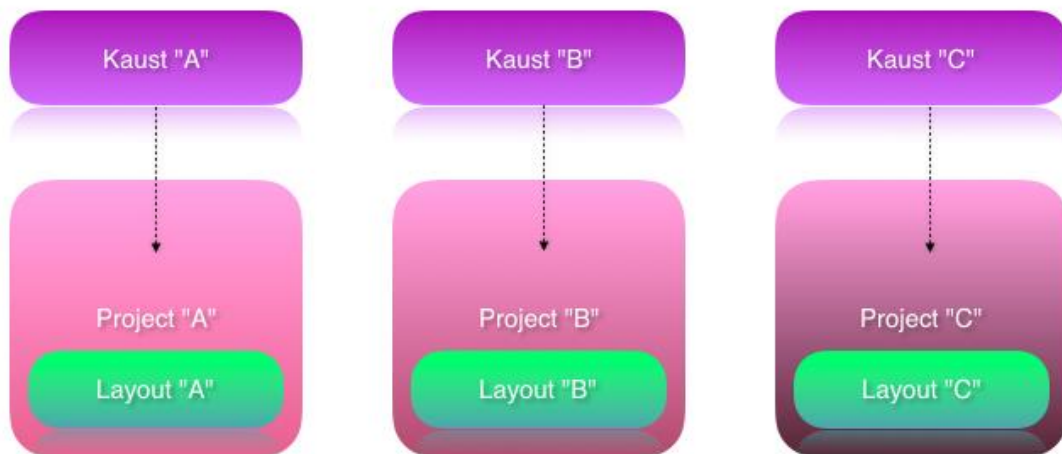 Kaust "A"
Kaust "B"
Kaust "C"
Project "A"
Project "B"
Project "C"
Layout "A"
Layout "B"
Layout "C"